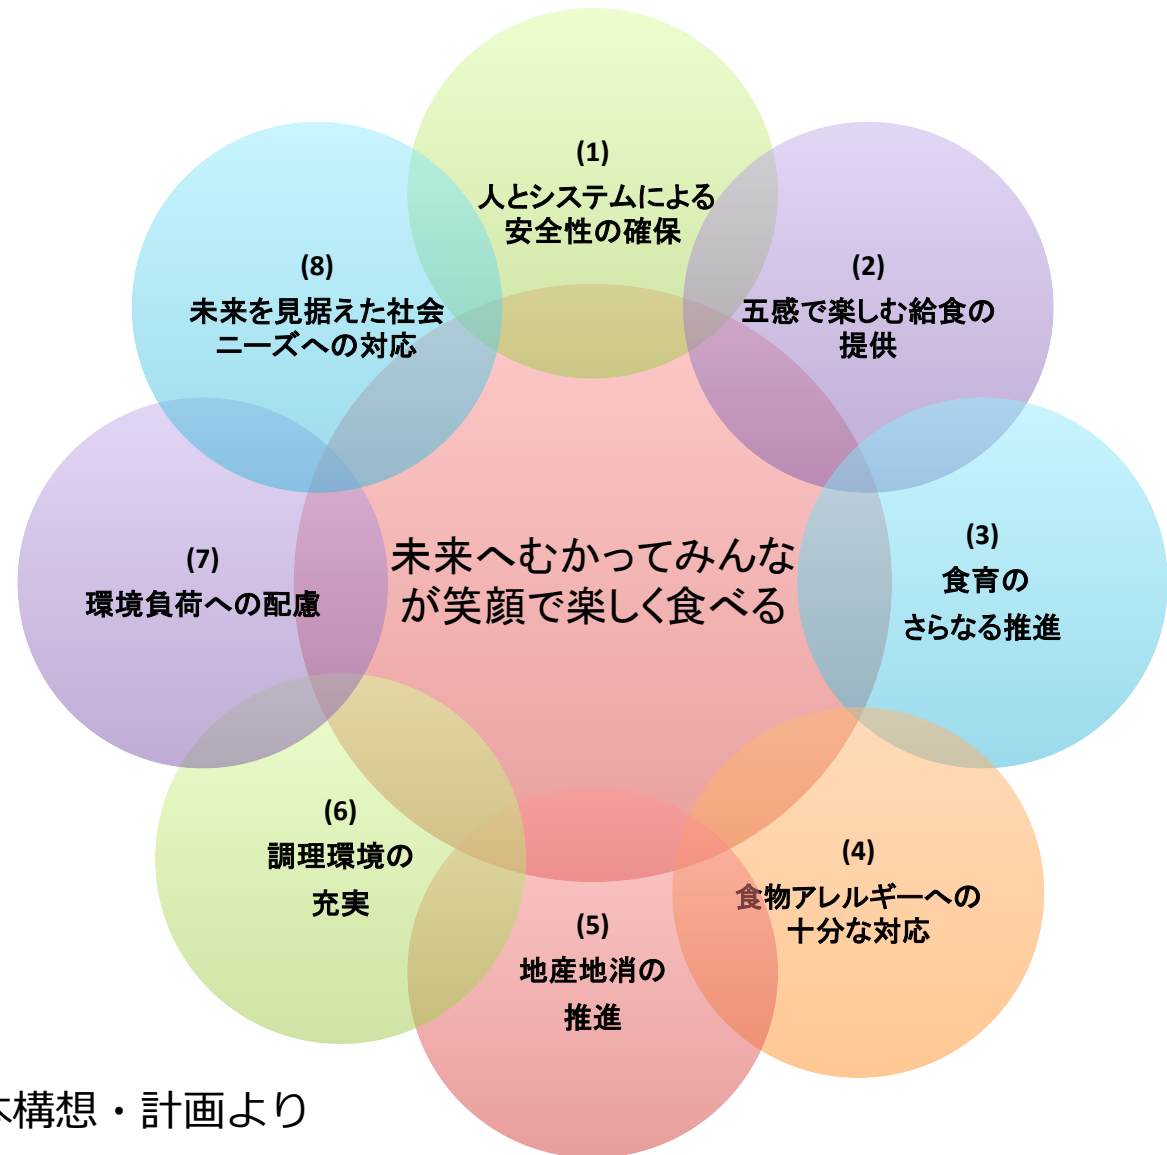 (1)
人とシステムによる
安全性の確保
(2)
五感で楽しむ給食の
提供
(3)
食育の
さらなる推進
(4)
食物アレルギーへの
十分な対応
(5)
地産地消の
推進
(6)
調理環境の
充実
(7)
環境負荷への配慮
(8)
未来を見据えた社会
ニーズへの対応
未来へむかってみんな
が笑顔で楽しく食べる
本構想・計画より